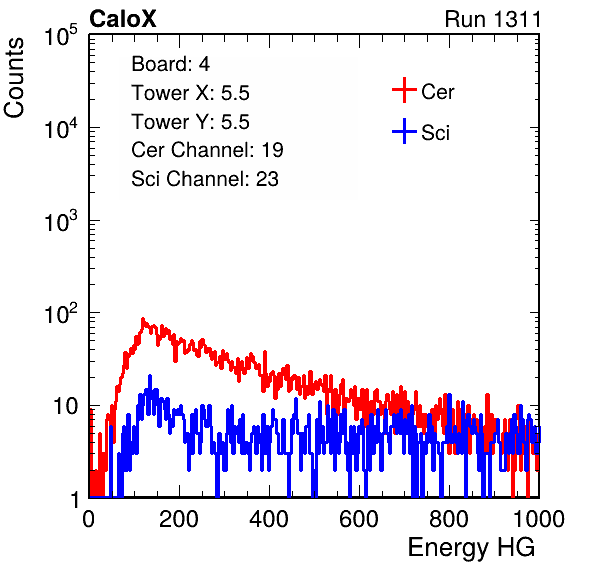 CaloX Run 1311
Counts
Board: 4
Tower X: 5.5
Tower Y: 5.5
Cer Channel: 19
Sci Channel: 23
Cer
Sci
10^5
10^4
10^3
10^2
10
1
0 200 400 600 800 1000
Energy HG